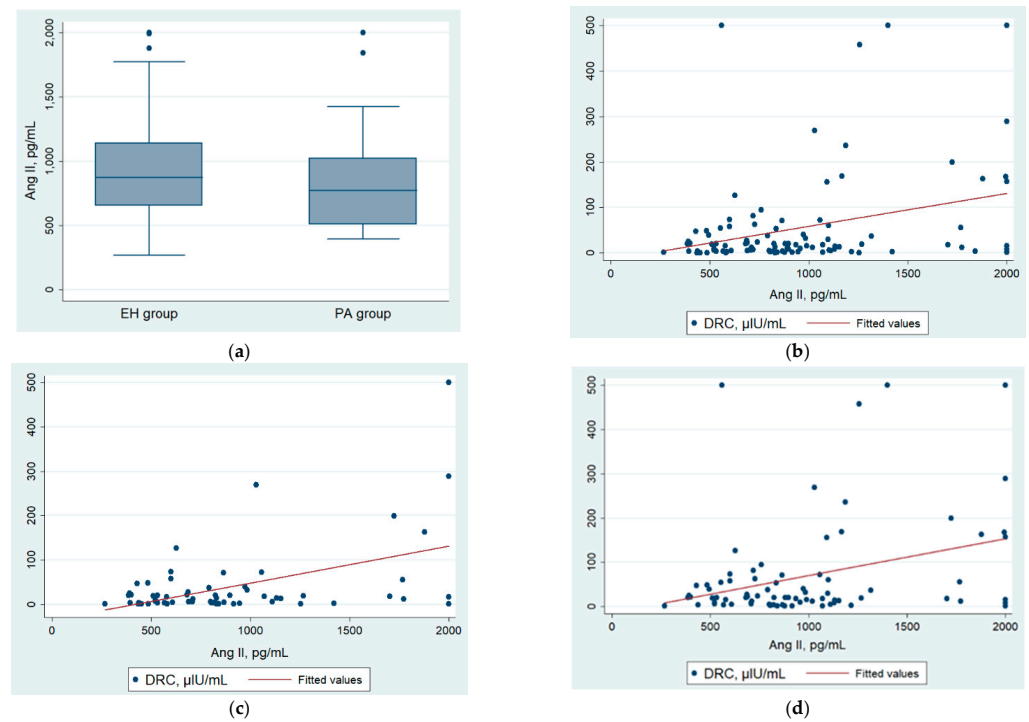 2,000
1,500
1,000
500
0
Ang II, pg/mL
EH group
PA group
(a)
500
400
300
200
100
0
0
500
1000
1500
2000
Ang II, pg/mL
DRC, µIU/mL
Fitted values
(b)
500
400
300
200
100
0
0
500
1000
1500
2000
Ang II, pg/mL
DRC, µIU/mL
Fitted values
(c)
500
400
300
200
100
0
0
500
1000
1500
2000
Ang II, pg/mL
DRC, µIU/mL
Fitted values
(d)